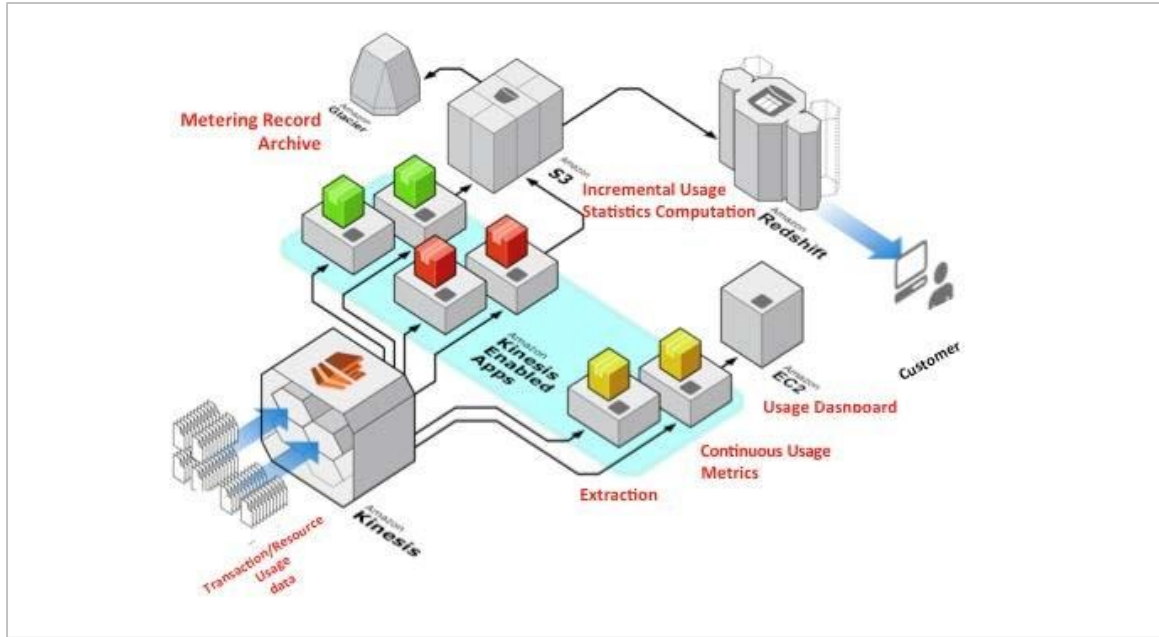 Metering Record
Archive
Amazon
Glacier
Amazon
S3
Incremental Usage
Statistics Computation
Amazon
Redshift
Customer
Amazon
Kinesis
Enabled
Apps
Amazon
EC2
Usage Dashboard
Continuous Usage
Metrics
Extraction
Amazon
Kinesis
Transaction/Resource
Usage
data